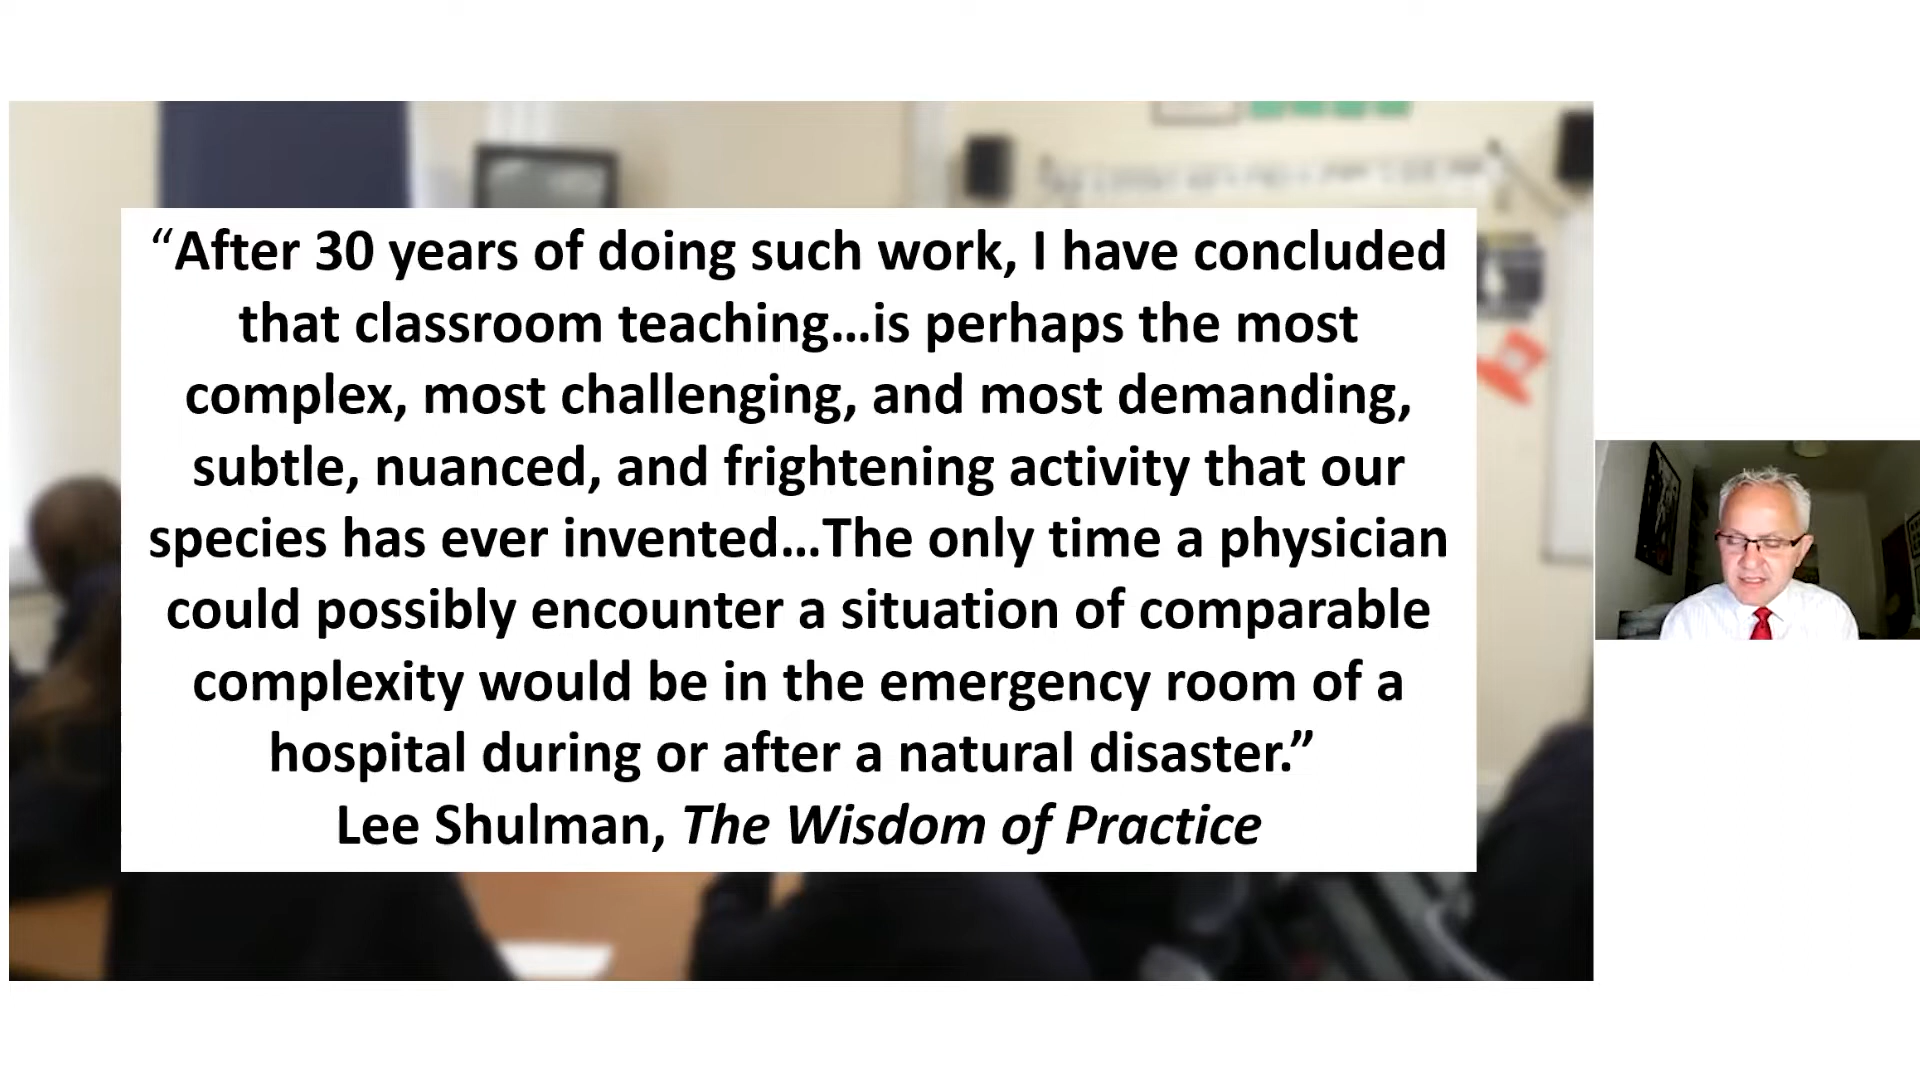 “After 30 years of doing such work, I have concluded
that classroom teaching…is perhaps the most
complex, most challenging, and most demanding,
subtle, nuanced, and frightening activity that our
species has ever invented…The only time a physician
could possibly encounter a situation of comparable
complexity would be in the emergency room of a
hospital during or after a natural disaster.”
Lee Shulman, The Wisdom of Practice